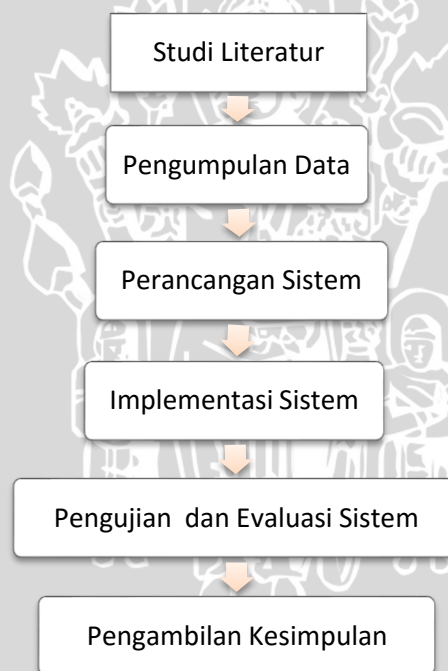 Studi Literatur
Pengumpulan Data
Perancangan Sistem
Implementasi Sistem
Pengujian  dan Evaluasi Sistem
Pengambilan Kesimpulan